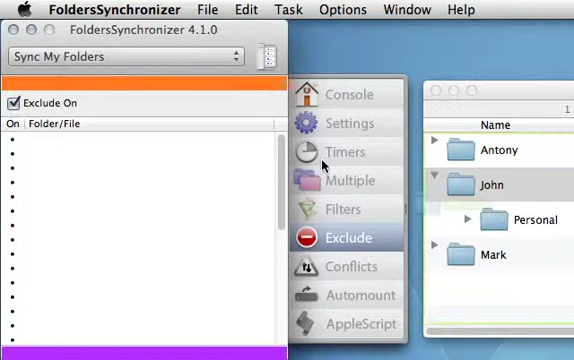 FoldersSynchronizer File Edit Task Options Window Help
FoldersSynchronizer 4.1.0
Sync My Folders
Exclude On
On Folder/File
Console
Settings
Timers
Multiple
Filters
Exclude
Conflicts
Automount
AppleScript
1
Name
Antony
John
Personal
Mark